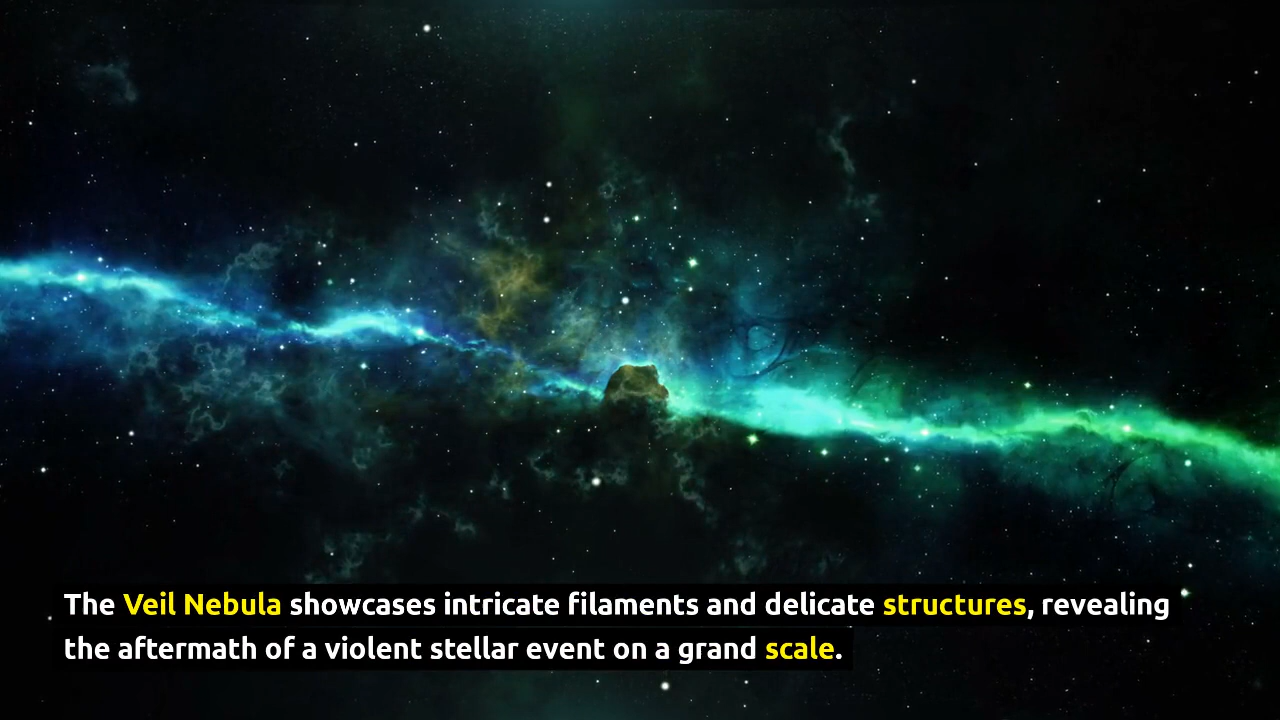 The Veil Nebula showcases intricate filaments and delicate structures, revealing
the aftermath of a violent stellar event on a grand scale.